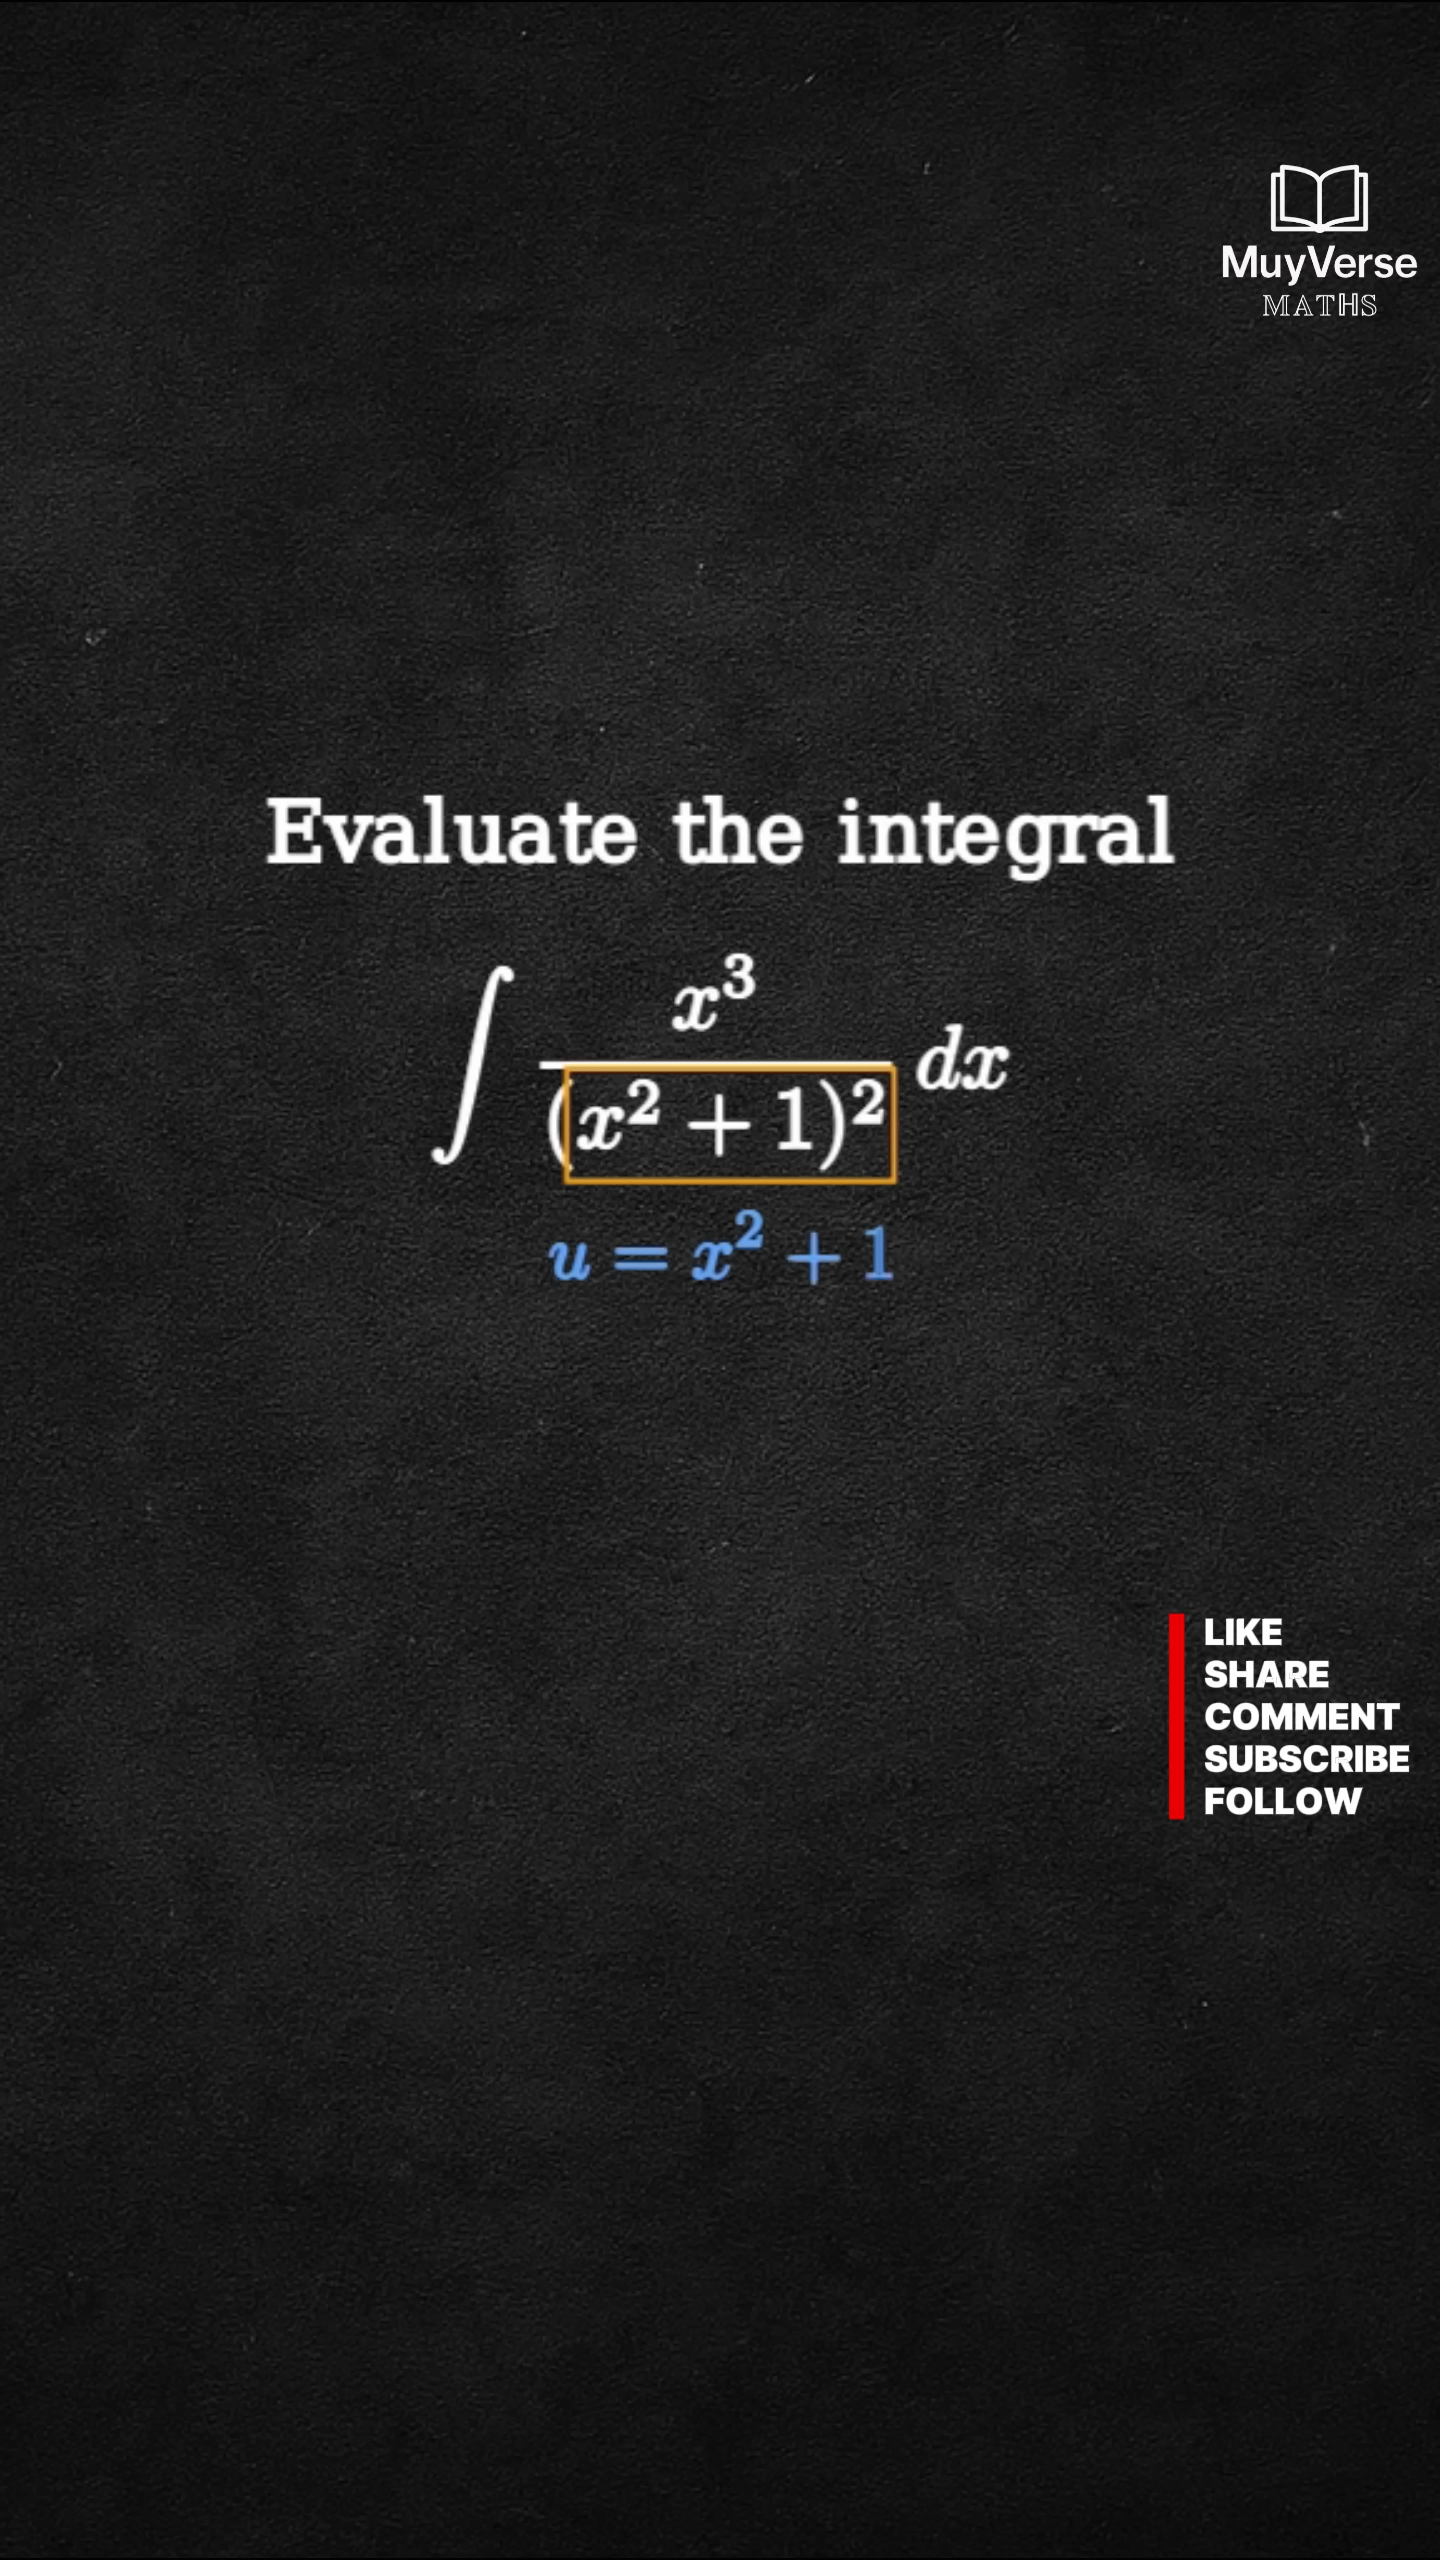 MuyVerse
MATHS
Evaluate the integral
∫ x³ / (x² + 1)² dx
u = x² + 1
LIKE
SHARE
COMMENT
SUBSCRIBE
FOLLOW